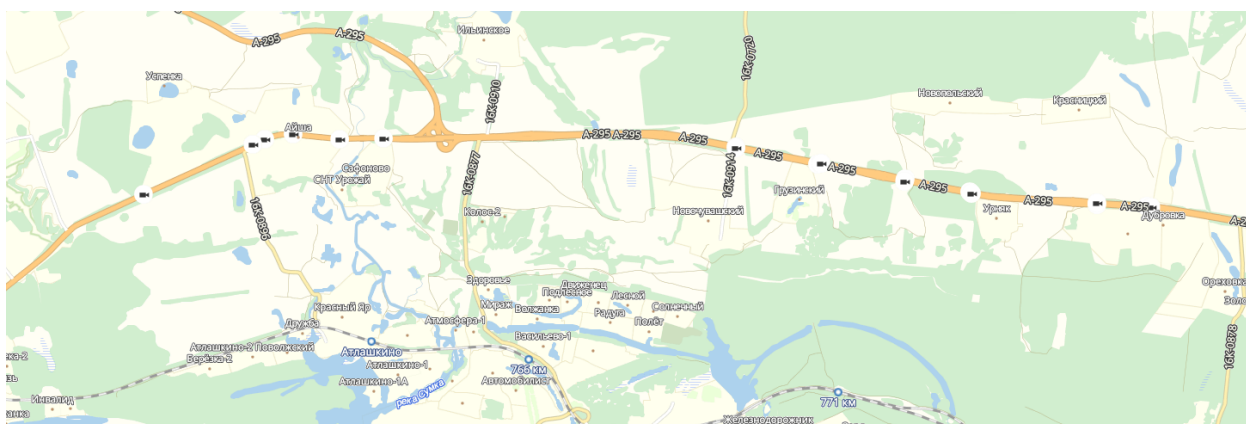 Ильинское
А-295
А-295
16К-0720
Успенка
16К-0910
Новопольский
Красницкий
Айша
А-295 А-295
А-295
А-295
Сафоново
СНТ Урожай
16К-0877
16К-0914
А-295
Грузинский
А-295
А-295
А-295
Колос-2
Новочувашский
Урняк
Дубровка
16К-0896
Здоровье
Движенец
Подлесное
Лесной
Ореховка
Мираж
Красный Яр
Волжанка
Радуга
Солнечный
Дружба
Атмосфера-1
Полёт
Васильево-1
Атлашкино
Атлашкино-2 Поволжский
Берёзка-2
766 км
16К-0878
Атлашкино-1
Атлашкино-1А
Автомобилист
Инвалид
река Сумка
771 км
Железнодорожник